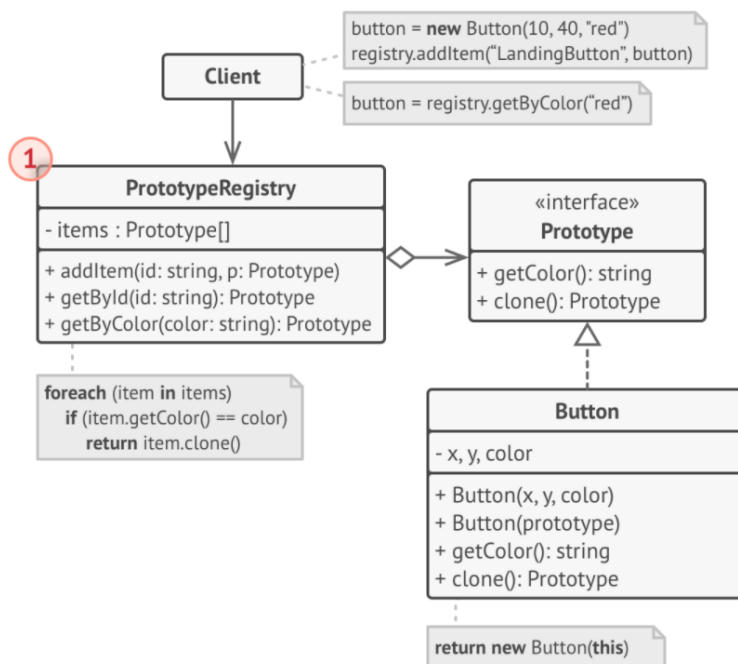 button = new Button(10, 40, "red")
registry.addItem(“LandingButton”, button)
Client
button = registry.getByColor(“red”)
1
PrototypeRegistry
- items : Prototype[]
+ addItem(id: string, p: Prototype)
+ getById(id: string): Prototype
+ getByColor(color: string): Prototype
«interface»
Prototype
+ getColor(): string
+ clone(): Prototype
foreach (item in items)
if (item.getColor() == color)
return item.clone()
Button
- x, y, color
+ Button(x, y, color)
+ Button(prototype)
+ getColor(): string
+ clone(): Prototype
return new Button(this)